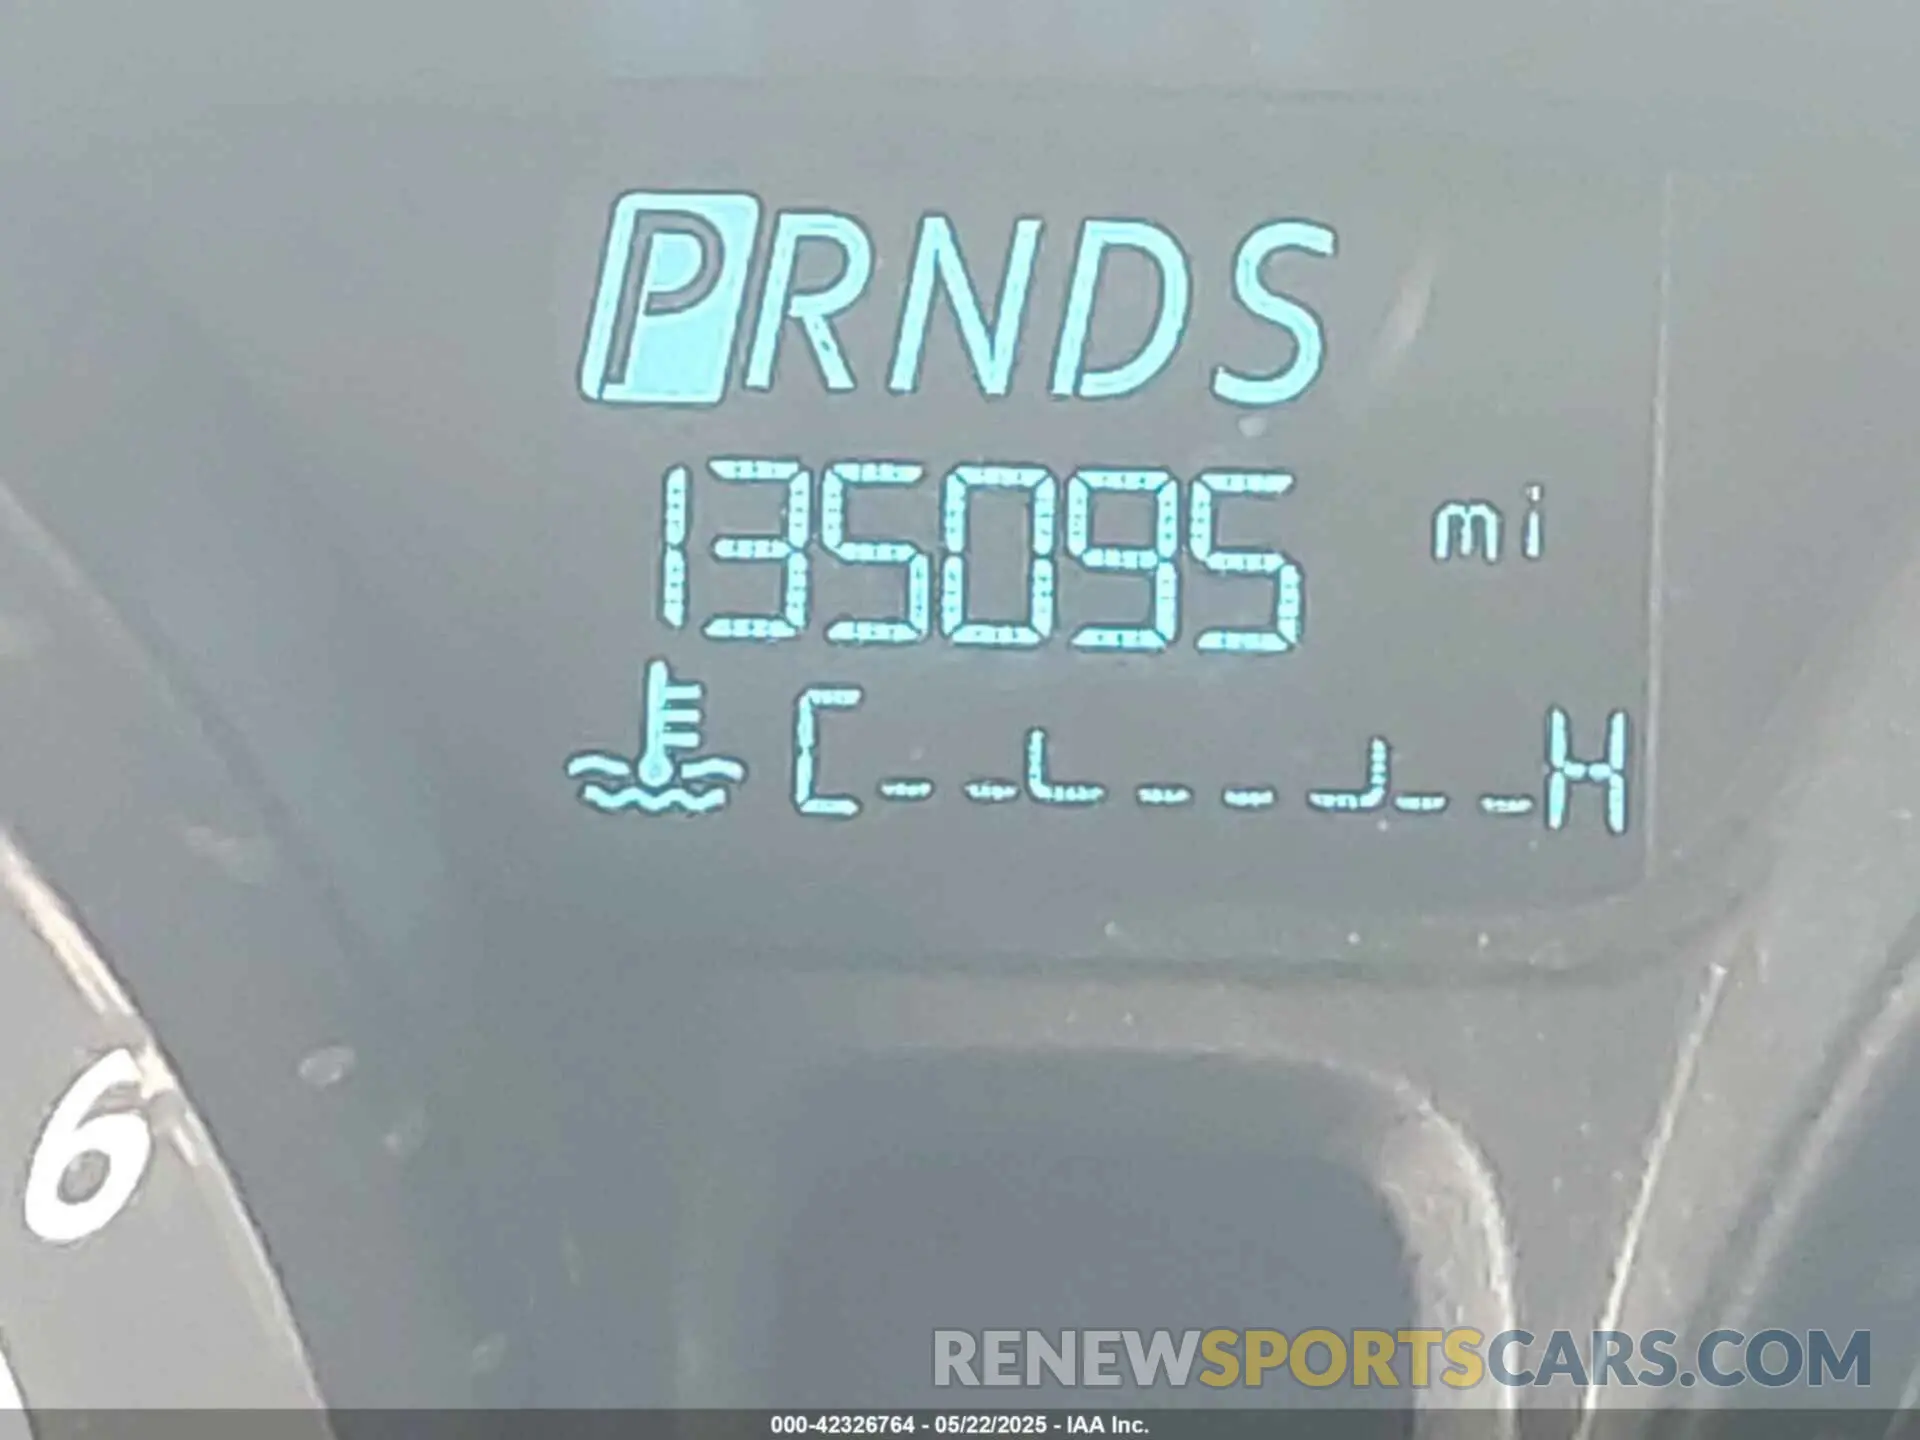 PRNDS
135095 mi
C H
6
RENEWSPORTSCARS.COM
000-42326764 - 05/22/2025 - IAA Inc.